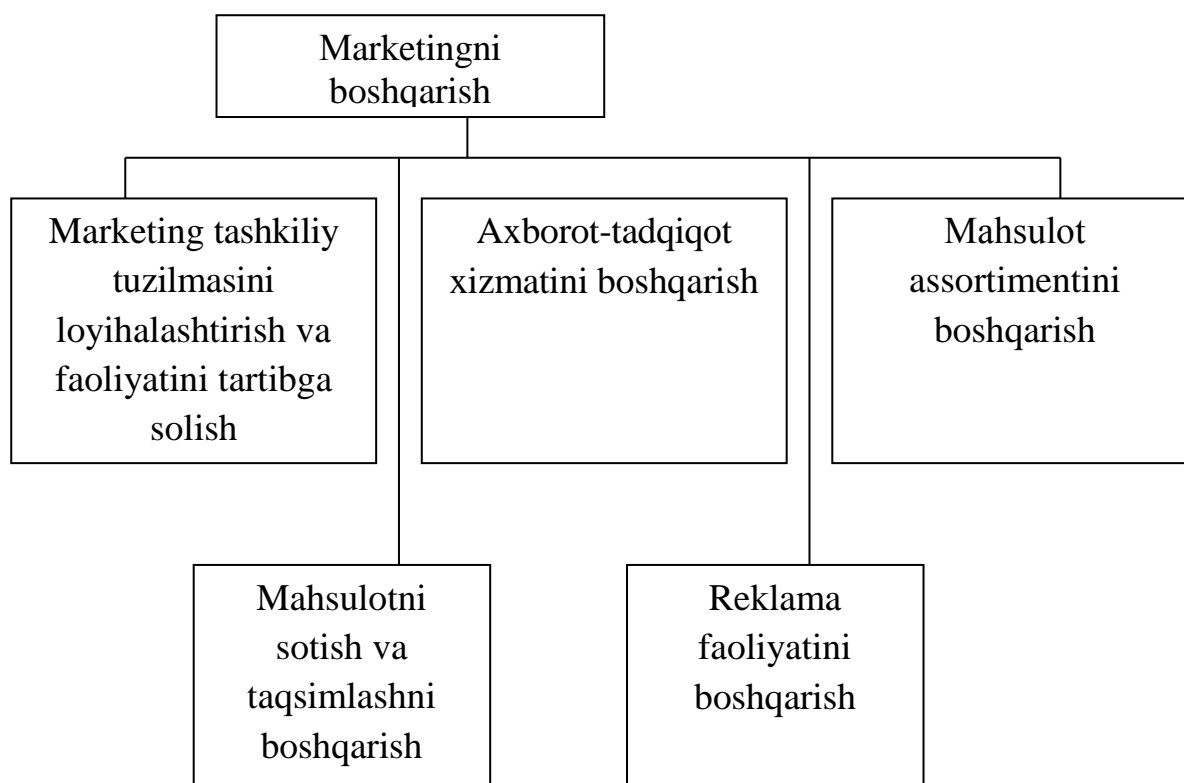 Marketingni
boshqarish
Marketing tashkiliy
tuzilmasini
loyihalashtirish va
faoliyatini tartibga
solish
Axborot-tadqiqot
xizmatini boshqarish
Mahsulot
assortimentini
boshqarish
Mahsulotni
sotish va
taqsimlashni
boshqarish
Reklama
faoliyatini
boshqarish